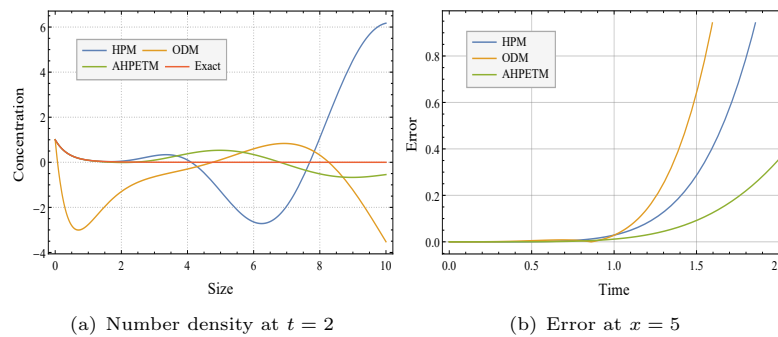 HPM ODM
AHPETM Exact
Concentration
6
4
2
0
−2
−4
0 2 4 6 8 10
Size
(a) Number density at t = 2
HPM
ODM
AHPETM
Error
0.8
0.6
0.4
0.2
0.0
0.0 0.5 1.0 1.5 2.
Time
(b) Error at x = 5